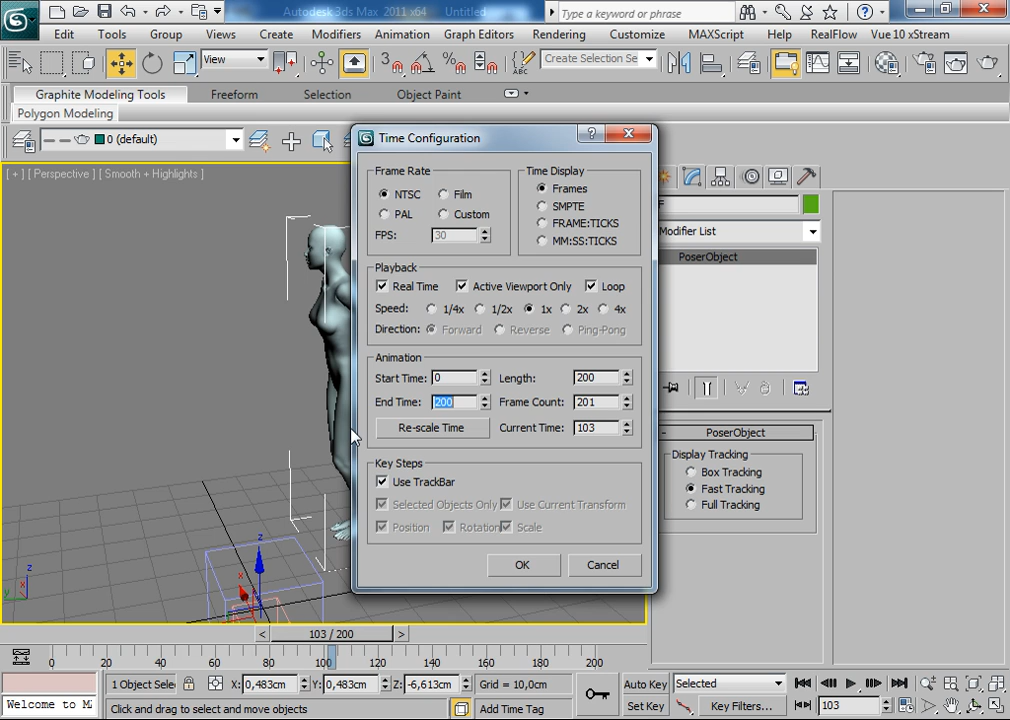 Autodesk 3ds Max 2011 x64 Untitled
Type a keyword or phrase
Edit Tools Group Views Create Modifiers Animation Graph Editors Rendering Customize MAXScript Help RealFlow Vue 10 xStream
View
3
Create Selection Se
Graphite Modeling Tools Freeform Selection Object Paint
Polygon Modeling
0 (default)
[ + ] [ Perspective ] [ Smooth + Highlights ]
Time Configuration
Frame Rate
NTSC Film
PAL Custom
FPS: 30
Time Display
Frames
SMPTE
FRAME:TICKS
MM:SS:TICKS
Playback
Real Time Active Viewport Only Loop
Speed: 1/4x 1/2x 1x 2x 4x
Direction: Forward Reverse Ping-Pong
Animation
Start Time: 0 Length: 200
End Time: 200 Frame Count: 201
Re-scale Time Current Time: 103
Key Steps
Use TrackBar
Selected Objects Only Use Current Transform
Position Rotation Scale
OK Cancel
F
Modifier List
PoserObject
- PoserObject
Display Tracking
Box Tracking
Fast Tracking
Full Tracking
z
x
z
x
y
< 103 / 200 >
0 20 40 60 80 100 120 140 160 180 200
1 Object Sele X: 0,483cm Y: 0,483cm Z: -6,613cm Grid = 10,0cm Auto Key Selected
Welcome to M Click and drag to select and move objects Add Time Tag Set Key Key Filters... 103